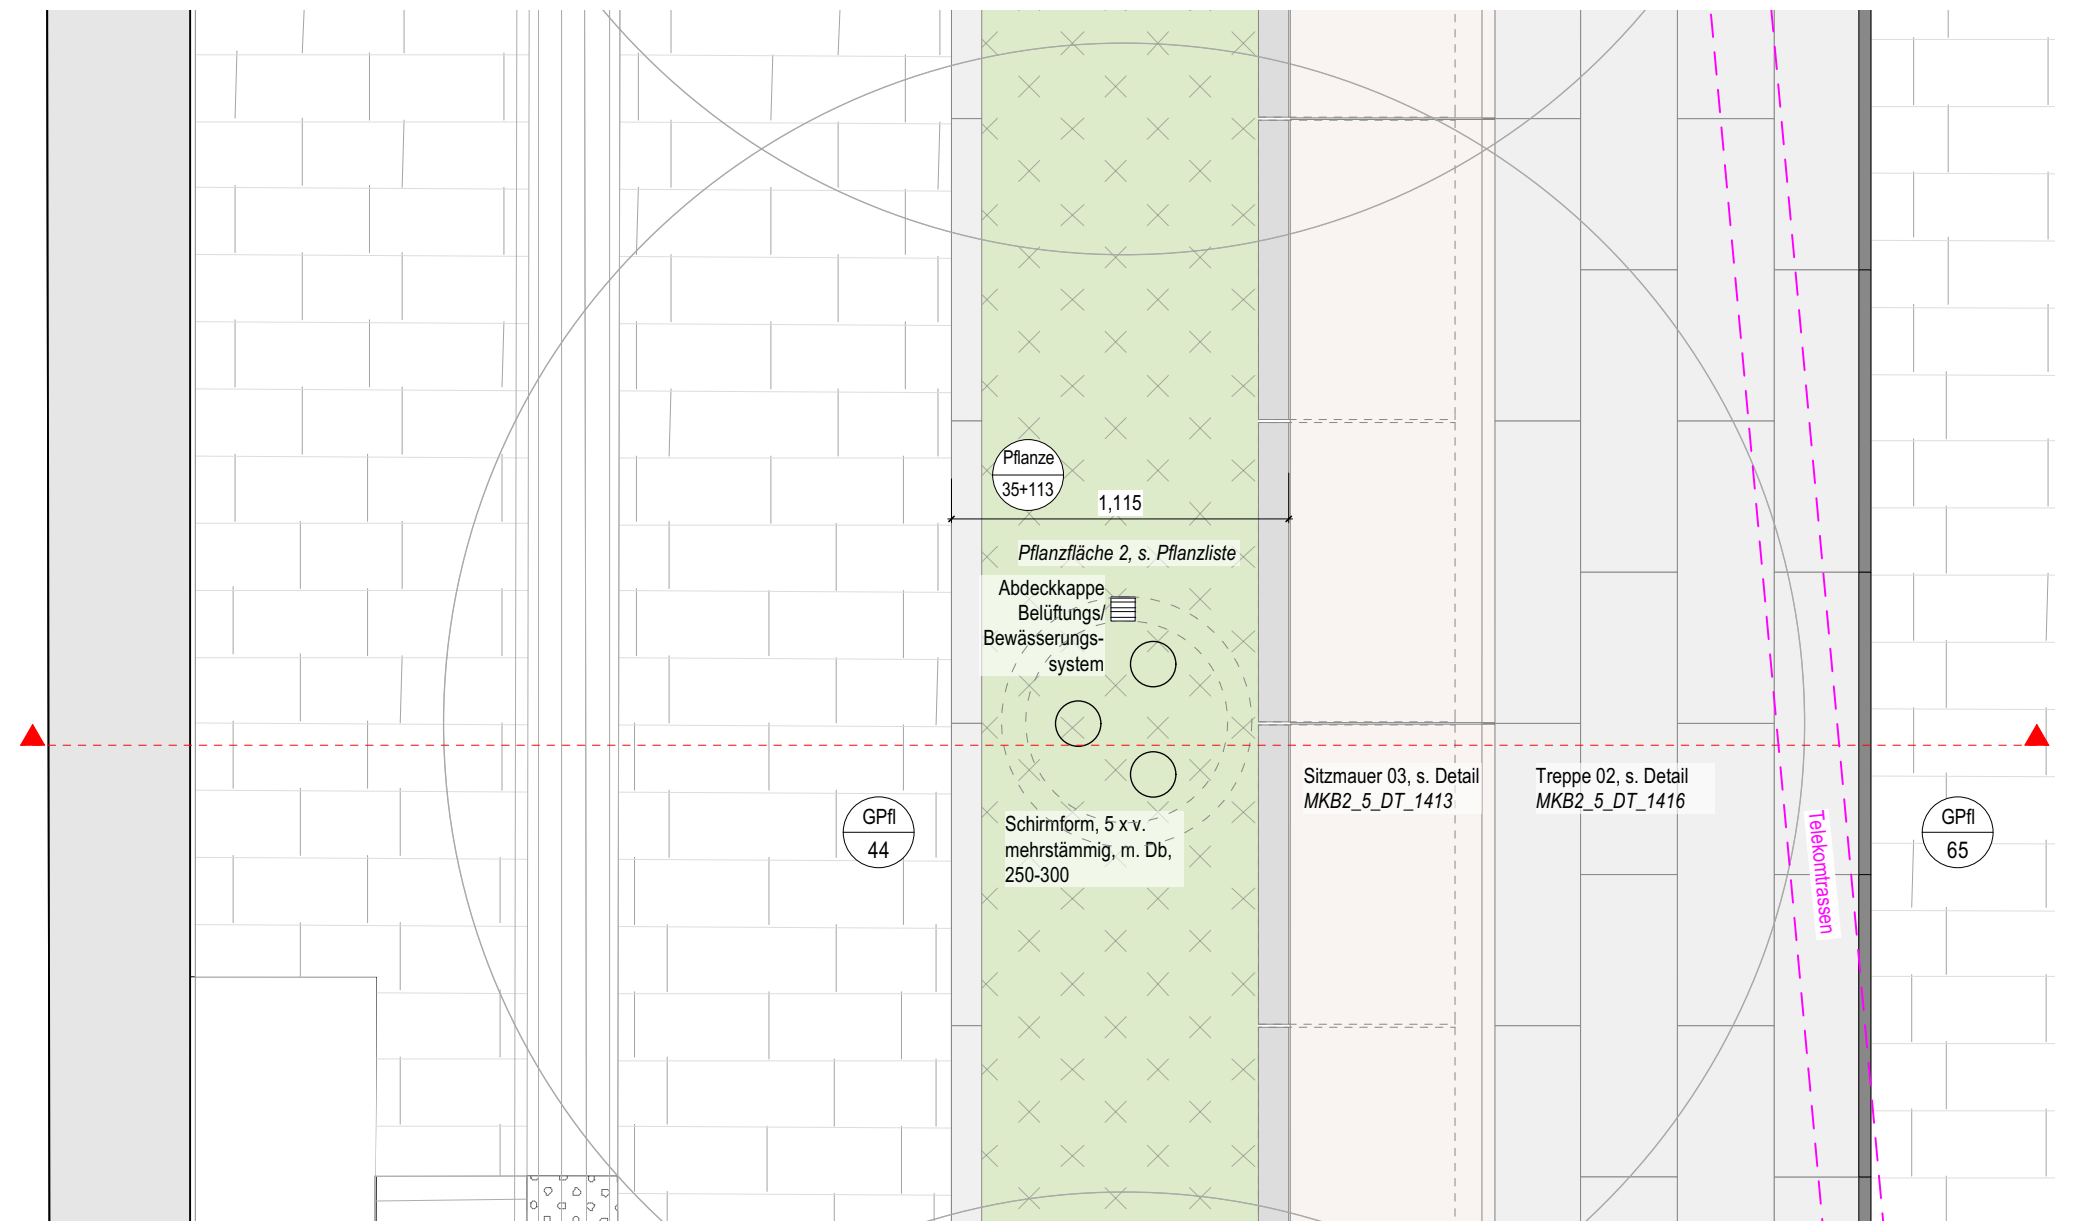 Pflanze
35+113
1,115
Pflanzfläche 2, s. Pflanzliste
Abdeckkappe
Belüftungs/
Bewässerungs-
system
Schirmform, 5 x v.
mehrstämmig, m. Db,
250-300
GPfl
44
Sitzmauer 03, s. Detail
MKB2_5_DT_1413
Treppe 02, s. Detail
MKB2_5_DT_1416
Telekomtrassen
GPfl
65